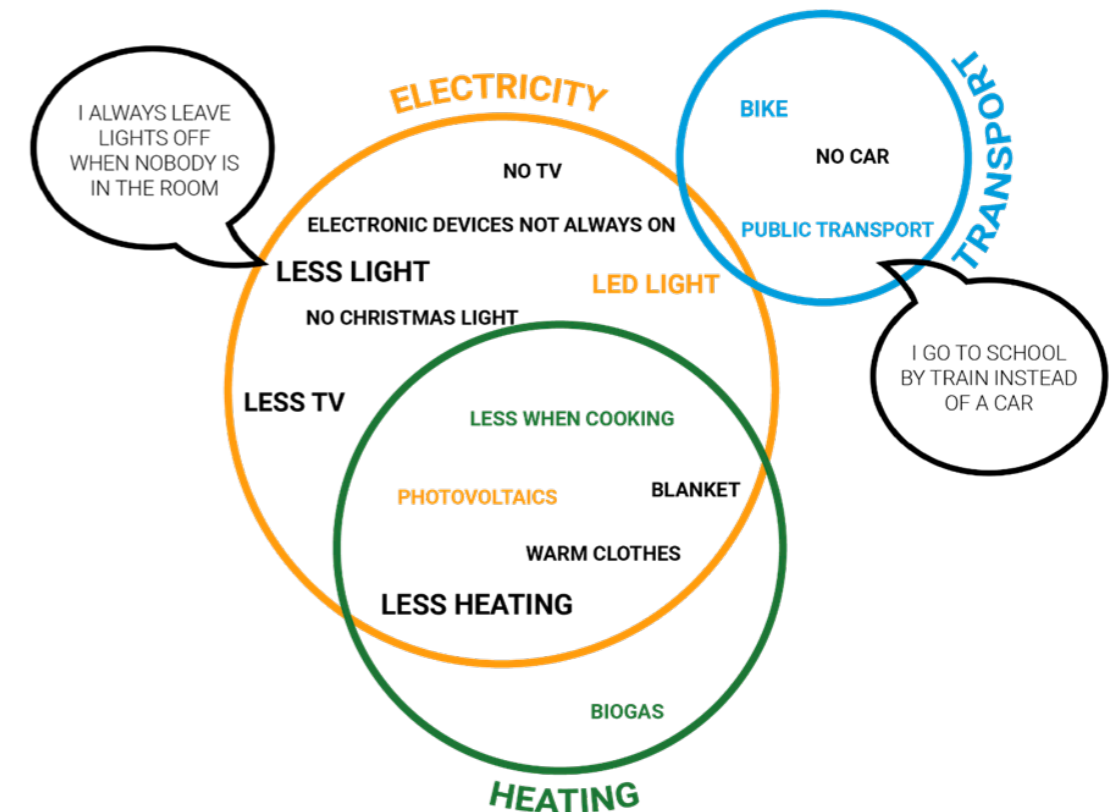 I ALWAYS LEAVE
LIGHTS OFF
WHEN NOBODY IS
IN THE ROOM
ELECTRICITY
NO TV
ELECTRONIC DEVICES NOT ALWAYS ON
LESS LIGHT
LED LIGHT
NO CHRISTMAS LIGHT
LESS TV
TRANSPORT
BIKE
NO CAR
PUBLIC TRANSPORT
I GO TO SCHOOL
BY TRAIN INSTEAD
OF A CAR
LESS WHEN COOKING
PHOTOVOLTAICS
BLANKET
WARM CLOTHES
LESS HEATING
BIOGAS
HEATING